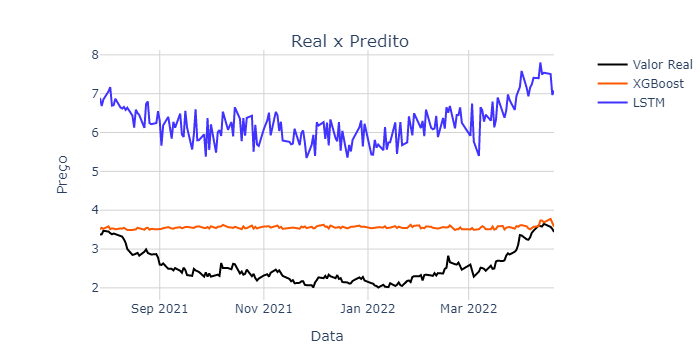 Real x Predito
Valor Real
XGBoost
LSTM
Preço
8
7
6
5
4
3
2
Sep 2021
Nov 2021
Jan 2022
Mar 2022
Data